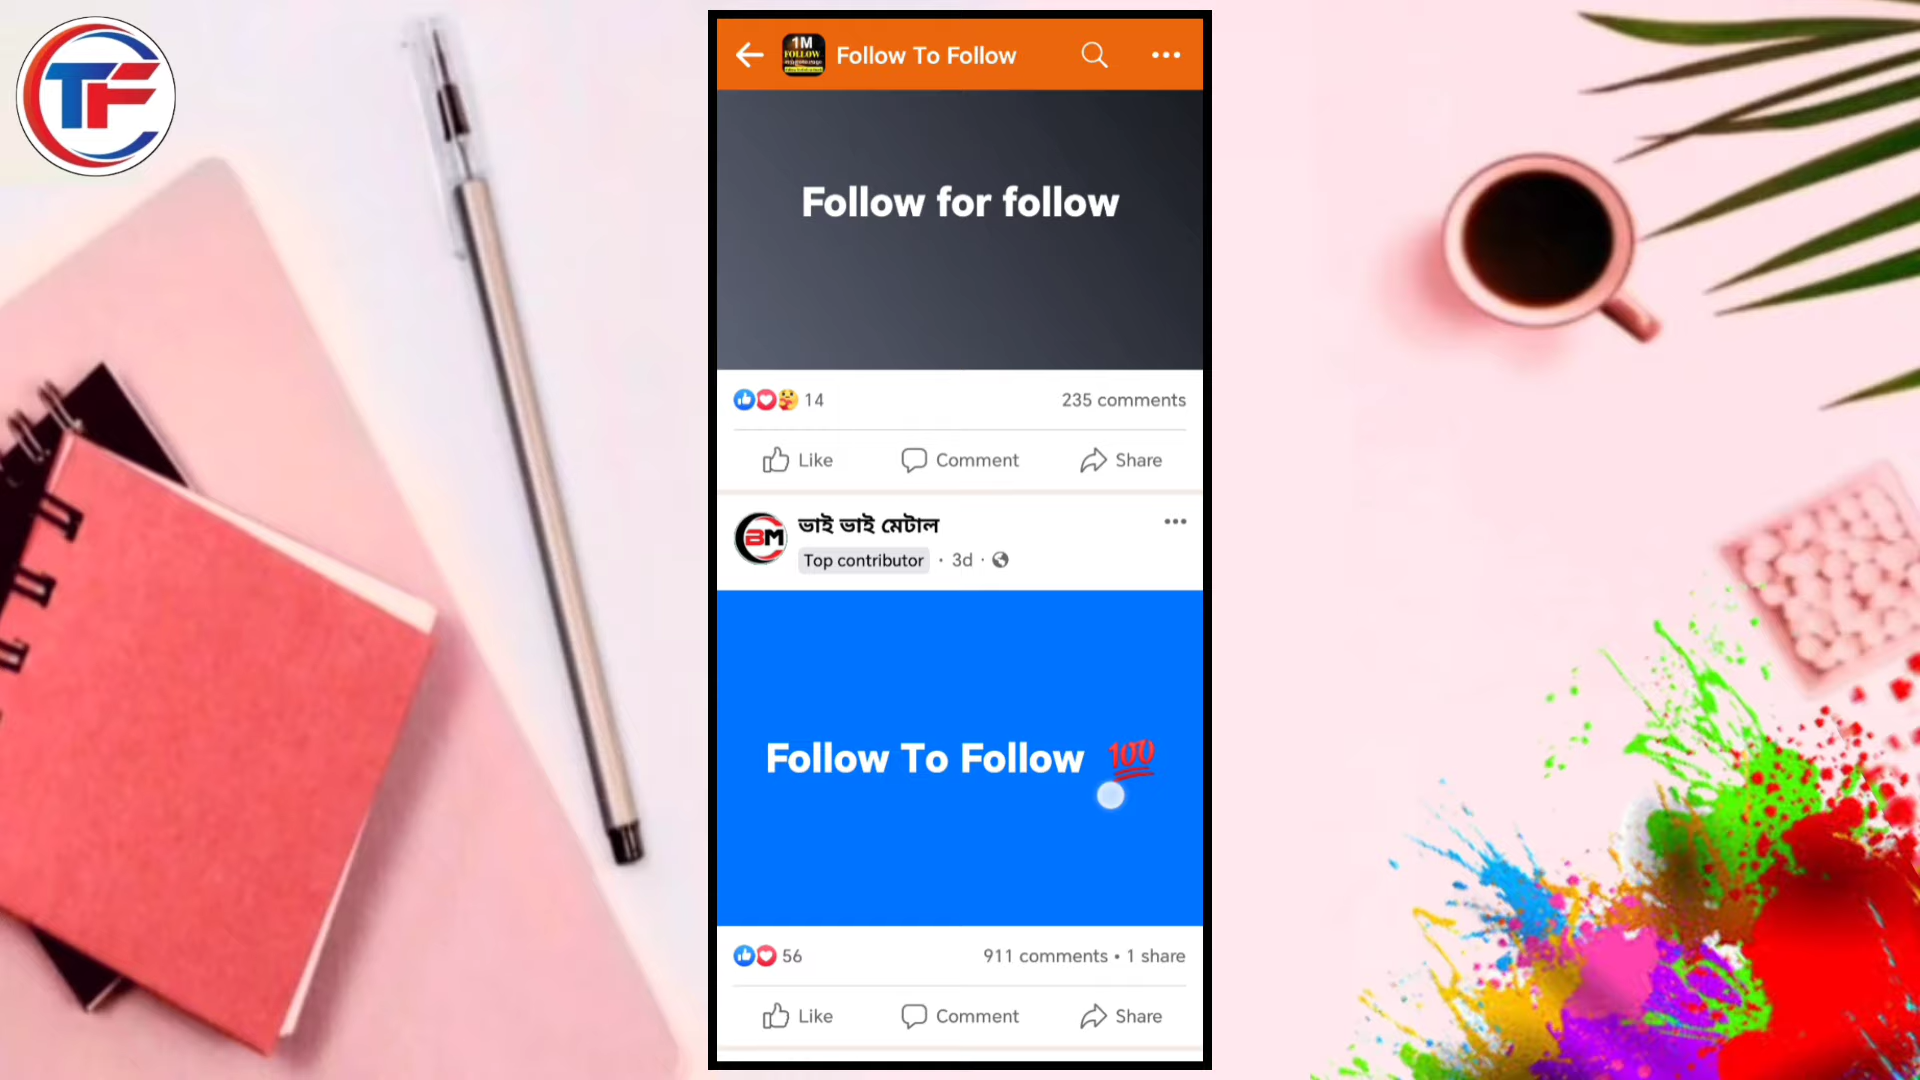 TF
1M
FOLLOW
Follow To Follow
Follow for follow
14
235 comments
Like
Comment
Share
BM
ভাই ভাই মেটাল
Top contributor · 3d ·
Follow To Follow 💯
56
911 comments • 1 share
Like
Comment
Share